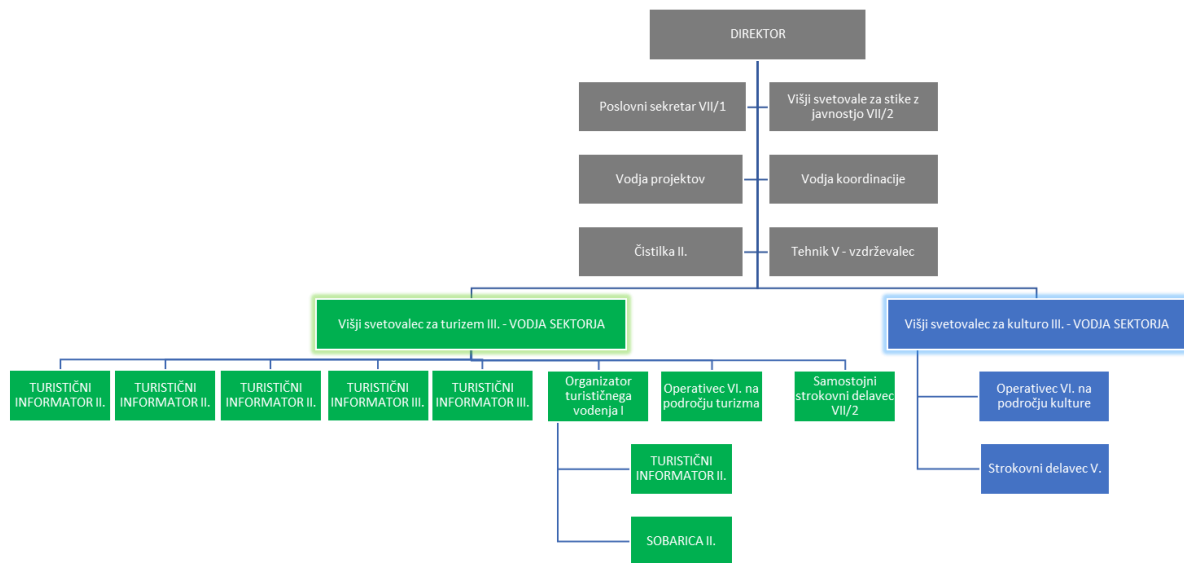 DIREKTOR
Poslovni sekretar VII/1
Višji svetovale za stike z
javnostjo VII/2
Vodja projektov
Vodja koordinacije
Čistilka II.
Tehnik V - vzdrževalec
Višji svetovalec za turizem III. - VODJA SEKTORJA
Višji svetovalec za kulturo III. - VODJA SEKTORJA
TURISTIČNI
INFORMATOR II.
TURISTIČNI
INFORMATOR II.
TURISTIČNI
INFORMATOR II.
TURISTIČNI
INFORMATOR III.
TURISTIČNI
INFORMATOR III.
Organizator
turističnega
vodenja I
Operativec VI. na
področju turizma
Samostojni
strokovni delavec
VII/2
Operativec VI. na
področju kulture
TURISTIČNI
INFORMATOR II.
Strokovni delavec V.
SOBARICA II.